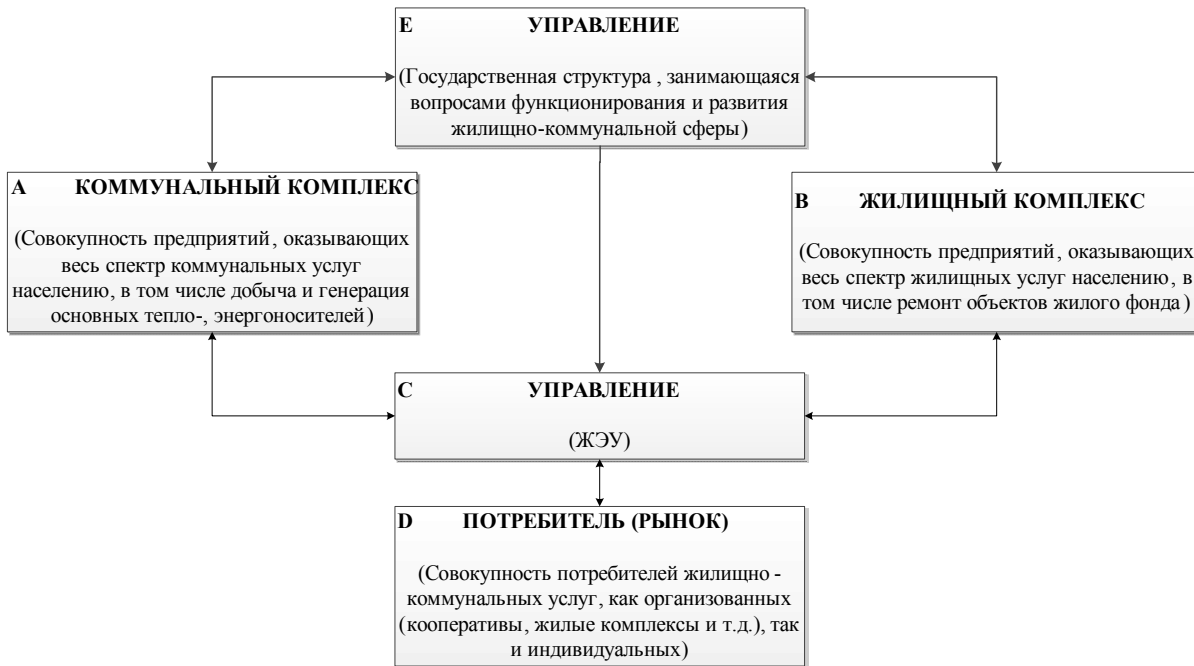 E УПРАВЛЕНИЕ
(Государственная структура , занимающаяся
вопросами функционирования и развития
жилищно-коммунальной сферы)
A КОММУНАЛЬНЫЙ КОМПЛЕКС
(Совокупность предприятий , оказывающих
весь спектр коммунальных услуг
населению, в том числе добыча и генерация
основных тепло-, энергоносителей)
B ЖИЛИЩНЫЙ КОМПЛЕКС
(Совокупность предприятий , оказывающих
весь спектр жилищных услуг населению , в
том числе ремонт объектов жилого фонда )
C УПРАВЛЕНИЕ
(ЖЭУ)
D ПОТРЕБИТЕЛЬ (РЫНОК)
(Совокупность потребителей жилищно -
коммунальных услуг, как организованных
(кооперативы, жилые комплексы и т.д.), так
и индивидуальных)